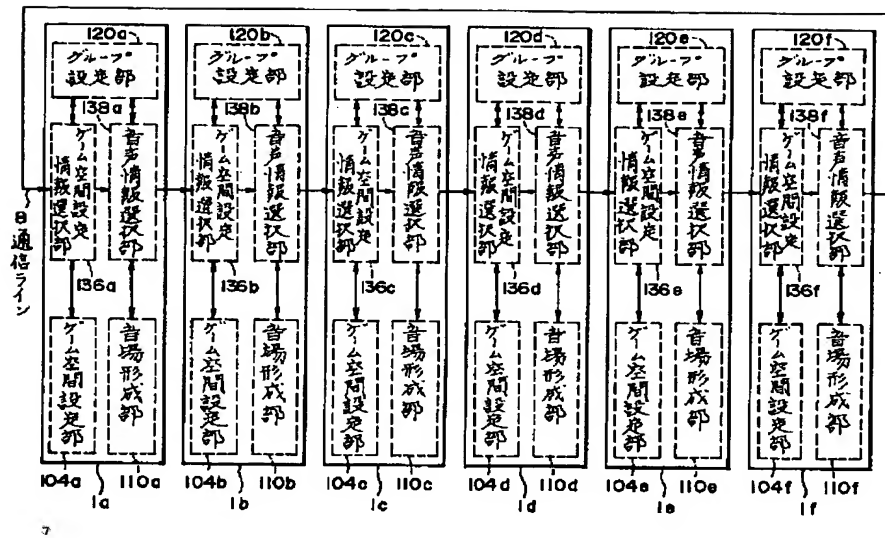 120a
グループ
設定部
138a
ゲーム空間設定
情報選択部
音声情報選択部
136a
ゲーム空間設定部
音場形成部
104a
110a
1a
120b
グループ
設定部
138b
ゲーム空間設定
情報選択部
音声情報選択部
136b
ゲーム空間設定部
音場形成部
104b
110b
1b
120c
グループ
設定部
138c
ゲーム空間設定
情報選択部
音声情報選択部
136c
ゲーム空間設定部
音場形成部
104c
110c
1c
120d
グループ
設定部
138d
ゲーム空間設定
情報選択部
音声情報選択部
136d
ゲーム空間設定部
音場形成部
104d
110d
1d
120e
グループ
設定部
138e
ゲーム空間設定
情報選択部
音声情報選択部
136e
ゲーム空間設定部
音場形成部
104e
110e
1e
120f
グループ
設定部
138f
ゲーム空間設定
情報選択部
音声情報選択部
136f
ゲーム空間設定部
音場形成部
104f
110f
1f
8
通信ライン